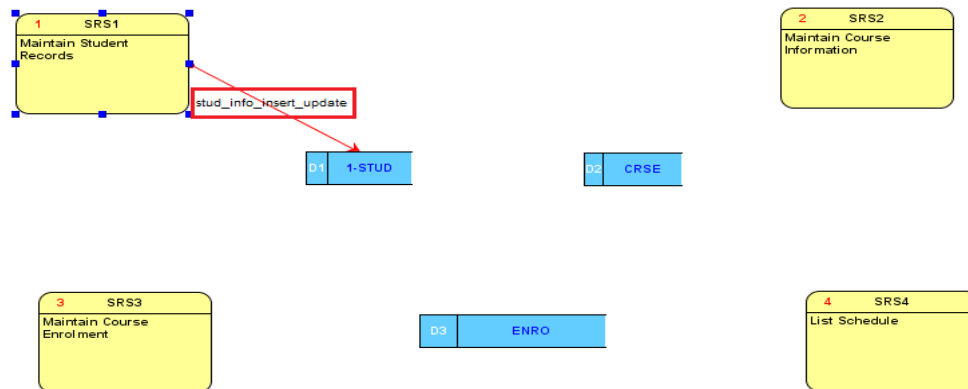 1 SRS1
Maintain Student
Records
2 SRS2
Maintain Course
Information
stud_info_insert_update
D1 1-STUD
D2 CRSE
3 SRS3
Maintain Course
Enrolment
D3 ENRO
4 SRS4
List Schedule